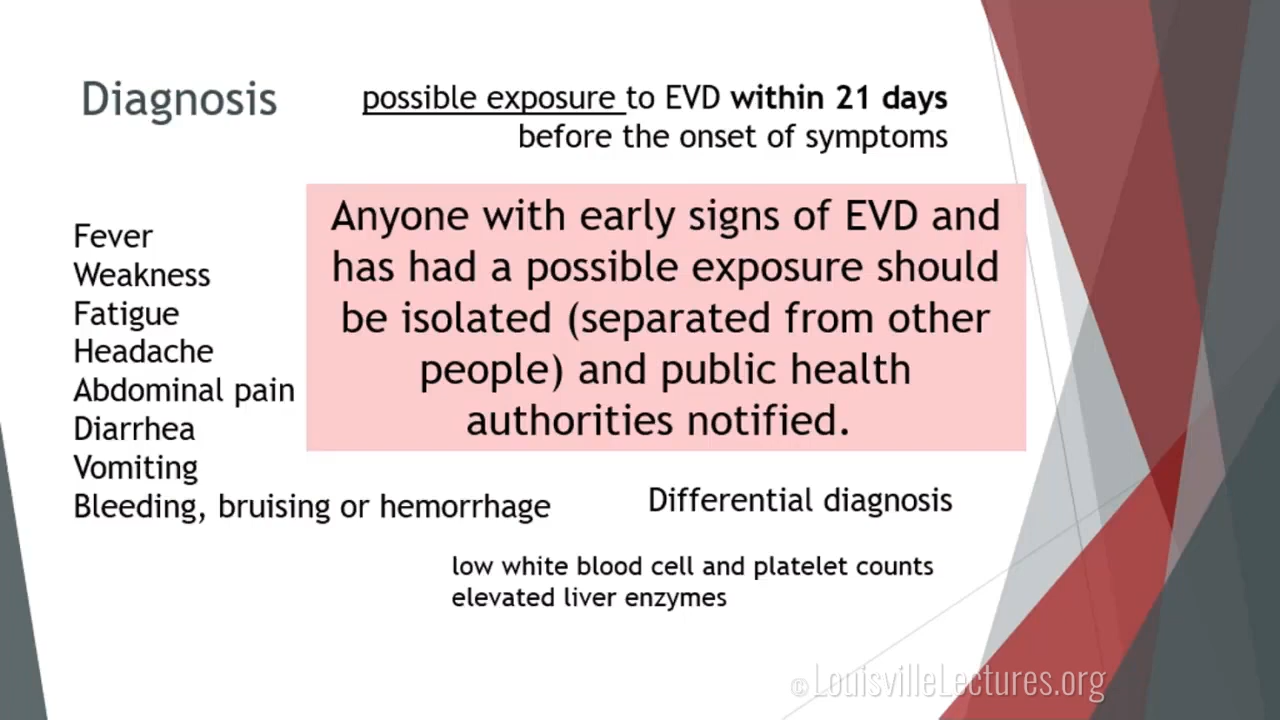 Diagnosis
possible exposure to EVD within 21 days
before the onset of symptoms
Fever
Weakness
Fatigue
Headache
Abdominal pain
Diarrhea
Vomiting
Bleeding, bruising or hemorrhage
Anyone with early signs of EVD and
has had a possible exposure should
be isolated (separated from other
people) and public health
authorities notified.
Differential diagnosis
low white blood cell and platelet counts
elevated liver enzymes
©LouisvilleLectures.org